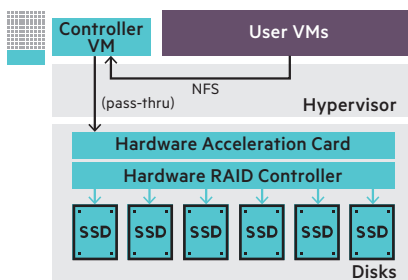 Controller
VM
User VMs
NFS
(pass-thru)
Hypervisor
Hardware Acceleration Card
Hardware RAID Controller
SSD SSD SSD SSD SSD SSD
Disks